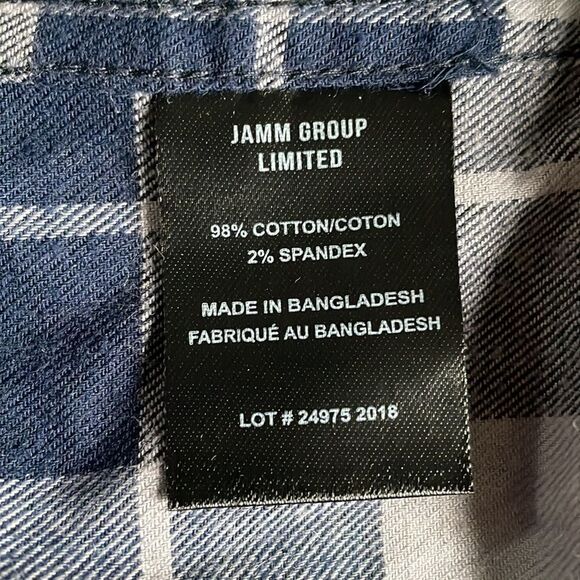 JAMM GROUP
LIMITED
98% COTTON/COTON
2% SPANDEX
MADE IN BANGLADESH
FABRIQUÉ AU BANGLADESH
LOT # 24975 2018